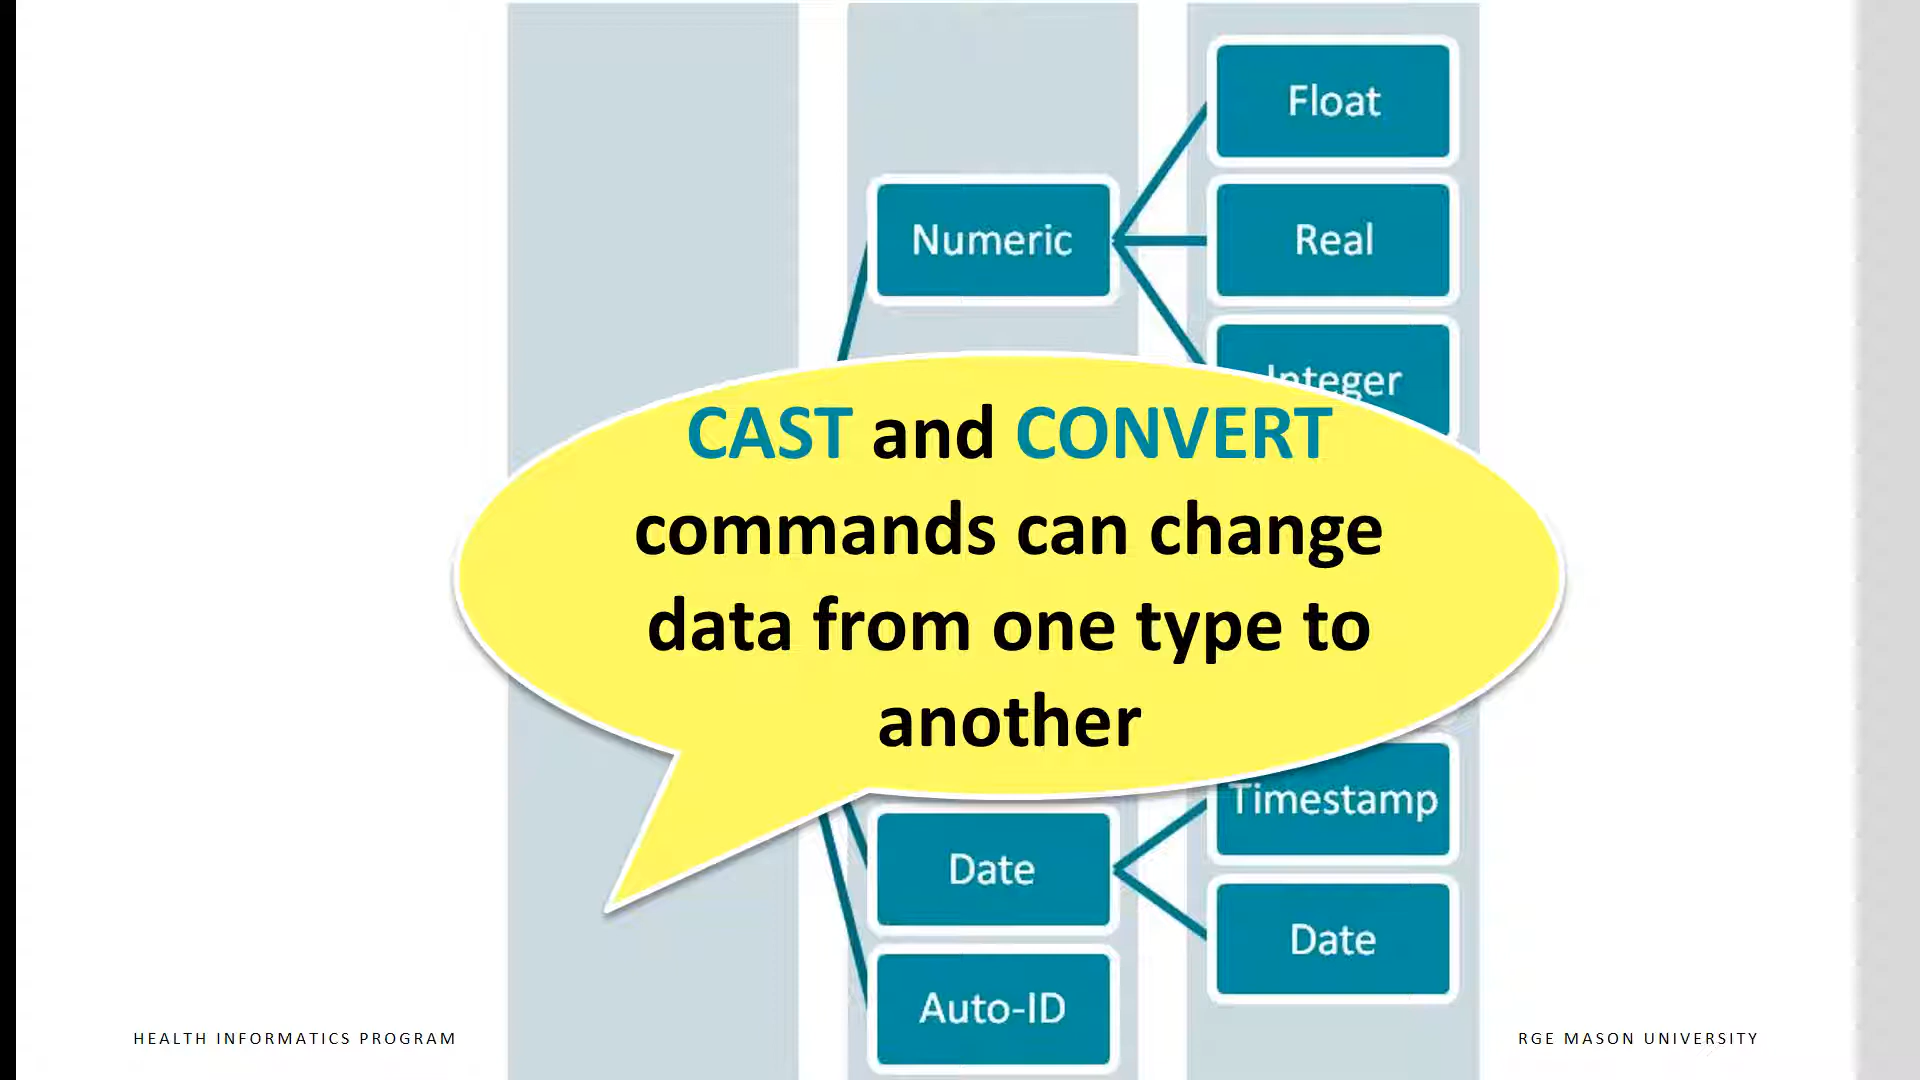 Float
Numeric
Real
Integer
CAST and CONVERT
commands can change
data from one type to
another
Timestamp
Date
Date
Auto-ID
HEALTH INFORMATICS PROGRAM
RGE MASON UNIVERSITY